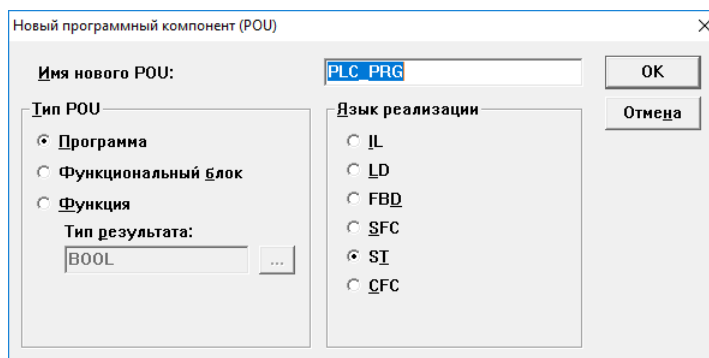 Новый программный компонент (POU)
Имя нового POU:
PLC_PRG
OK
Отмена
Тип POU
Программа
Функциональный блок
Функция
Тип результата:
BOOL
...
Язык реализации
IL
LD
FBD
SFC
ST
CFC